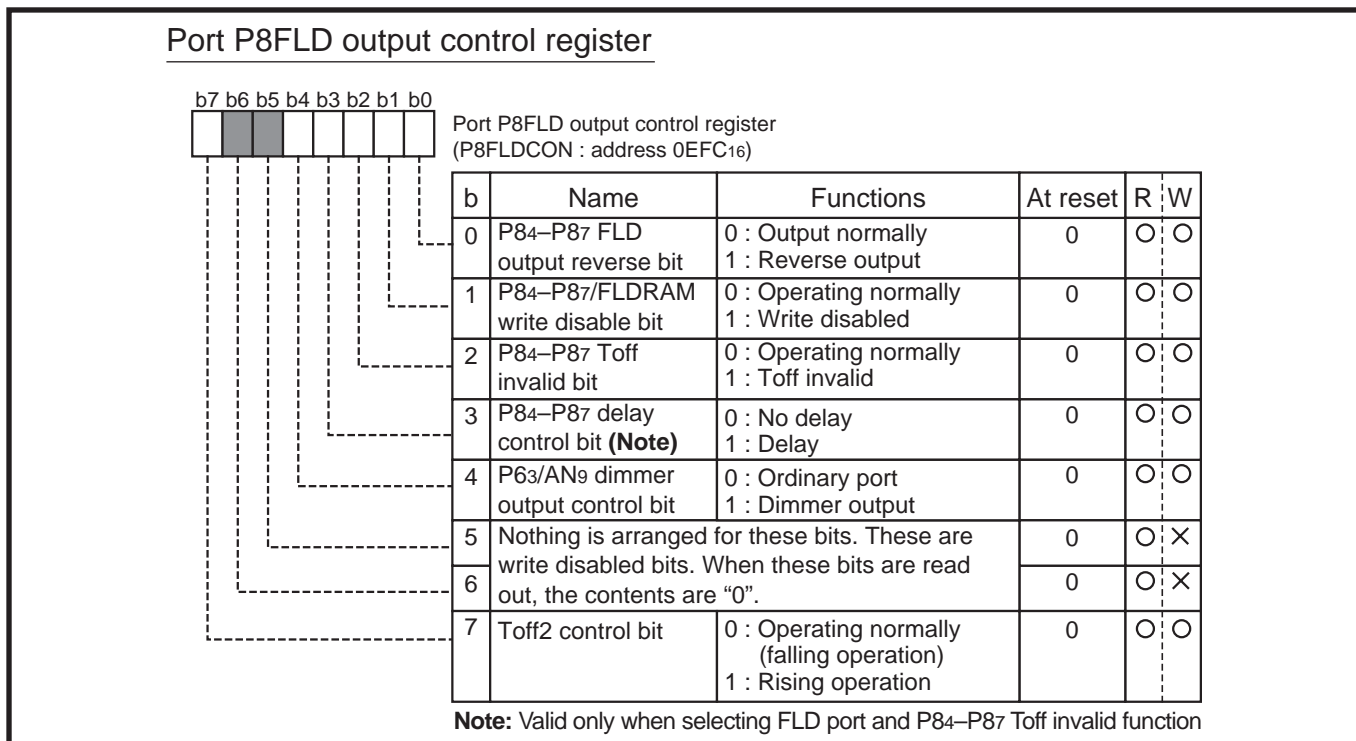 Port P8FLD output control register
b7 b6 b5 b4 b3 b2 b1 b0
Port P8FLD output control register
(P8FLDCON : address 0EFC16)
b Name Functions At reset R W
0 P84–P87 FLD output reverse bit 0 : Output normally 1 : Reverse output 0 O O
1 P84–P87/FLDRAM write disable bit 0 : Operating normally 1 : Write disabled 0 O O
2 P84–P87 Toff invalid bit 0 : Operating normally 1 : Toff invalid 0 O O
3 P84–P87 delay control bit (Note) 0 : No delay 1 : Delay 0 O O
4 P63/AN9 dimmer output control bit 0 : Ordinary port 1 : Dimmer output 0 O O
5 Nothing is arranged for these bits. These are 0 O ×
write disabled bits. When these bits are read
6 out, the contents are “0”. 0 O ×
7 Toff2 control bit 0 : Operating normally (falling operation) 1 : Rising operation 0 O O
Note: Valid only when selecting FLD port and P84–P87 Toff invalid function